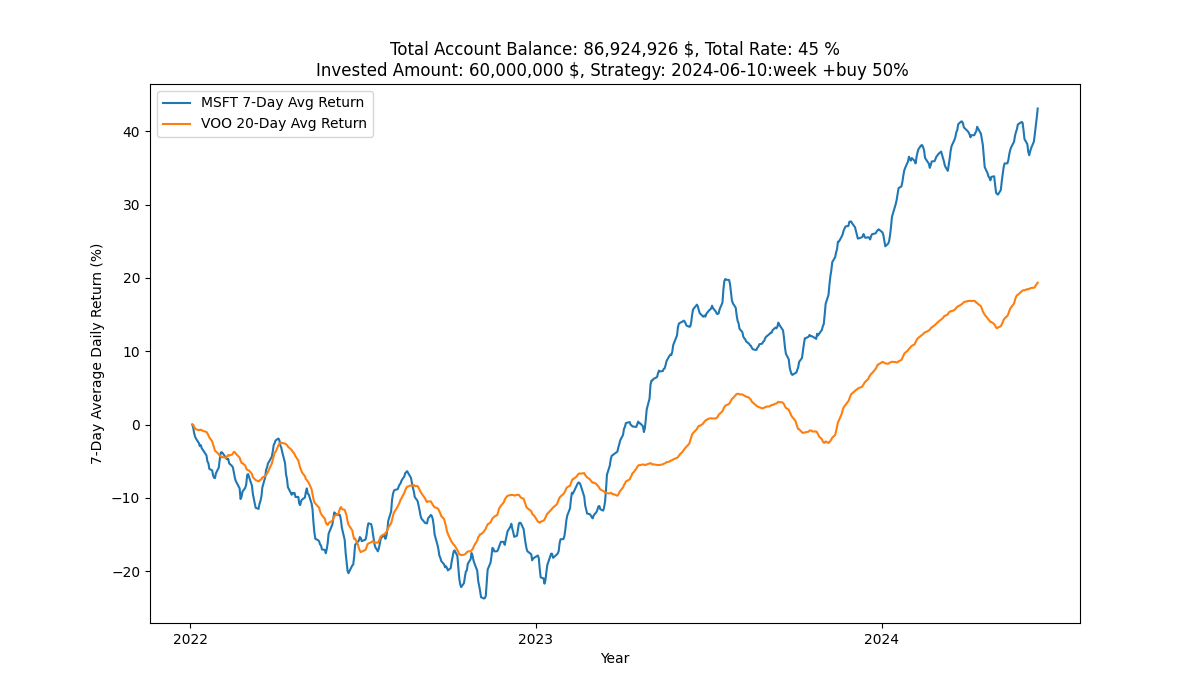 Total Account Balance: 86,924,926 $, Total Rate: 45 %
Invested Amount: 60,000,000 $, Strategy: 2024-06-10:week +buy 50%
MSFT 7-Day Avg Return
VOO 20-Day Avg Return
7-Day Average Daily Return (%)
40
30
20
10
0
−10
−20
2022
2023
2024
Year